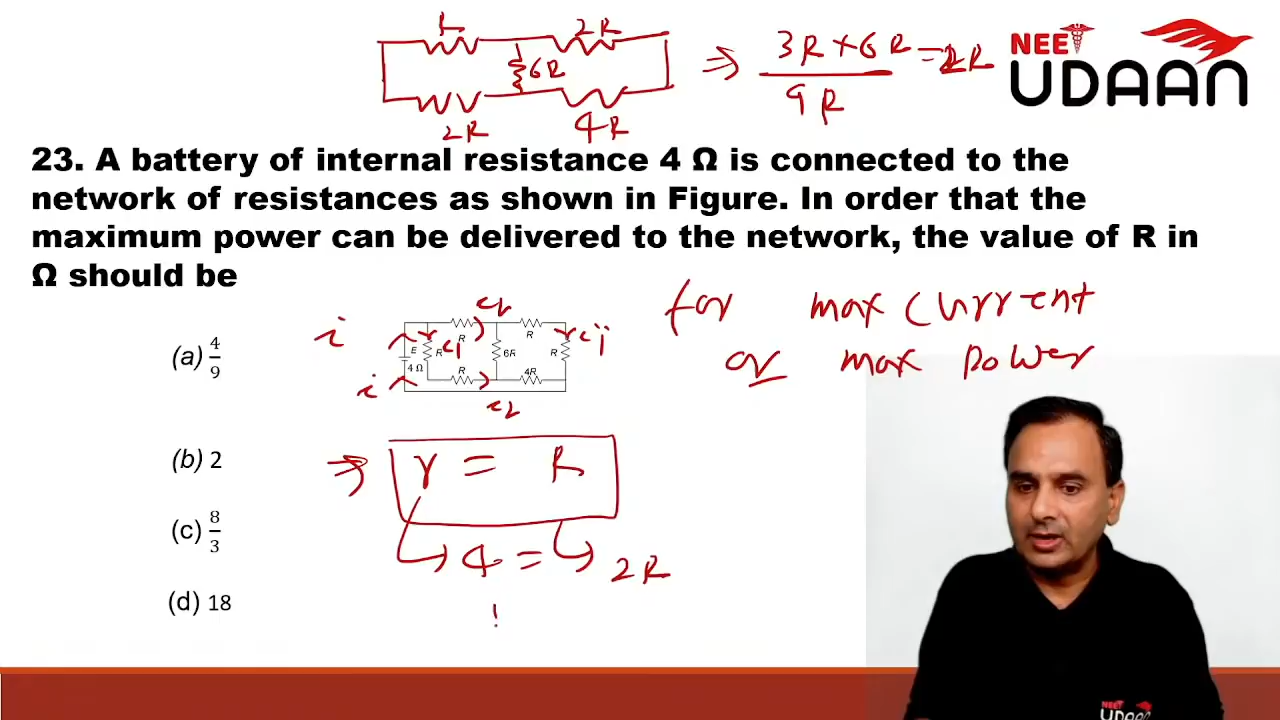 R 2R
6R
2R 4R
⇒ 3R × 6R / 9R = 2R
NEET
UDAAN
23. A battery of internal resistance 4 Ω is connected to the
network of resistances as shown in Figure. In order that the
maximum power can be delivered to the network, the value of R in
Ω should be
for max current
or max power
(a) 4/9
i
i
R R
E R 6R R
4 Ω
R 4R
(b) 2
⇒ r = R
(c) 8/3
4 = 2R
(d) 18
NEET
UDAAN